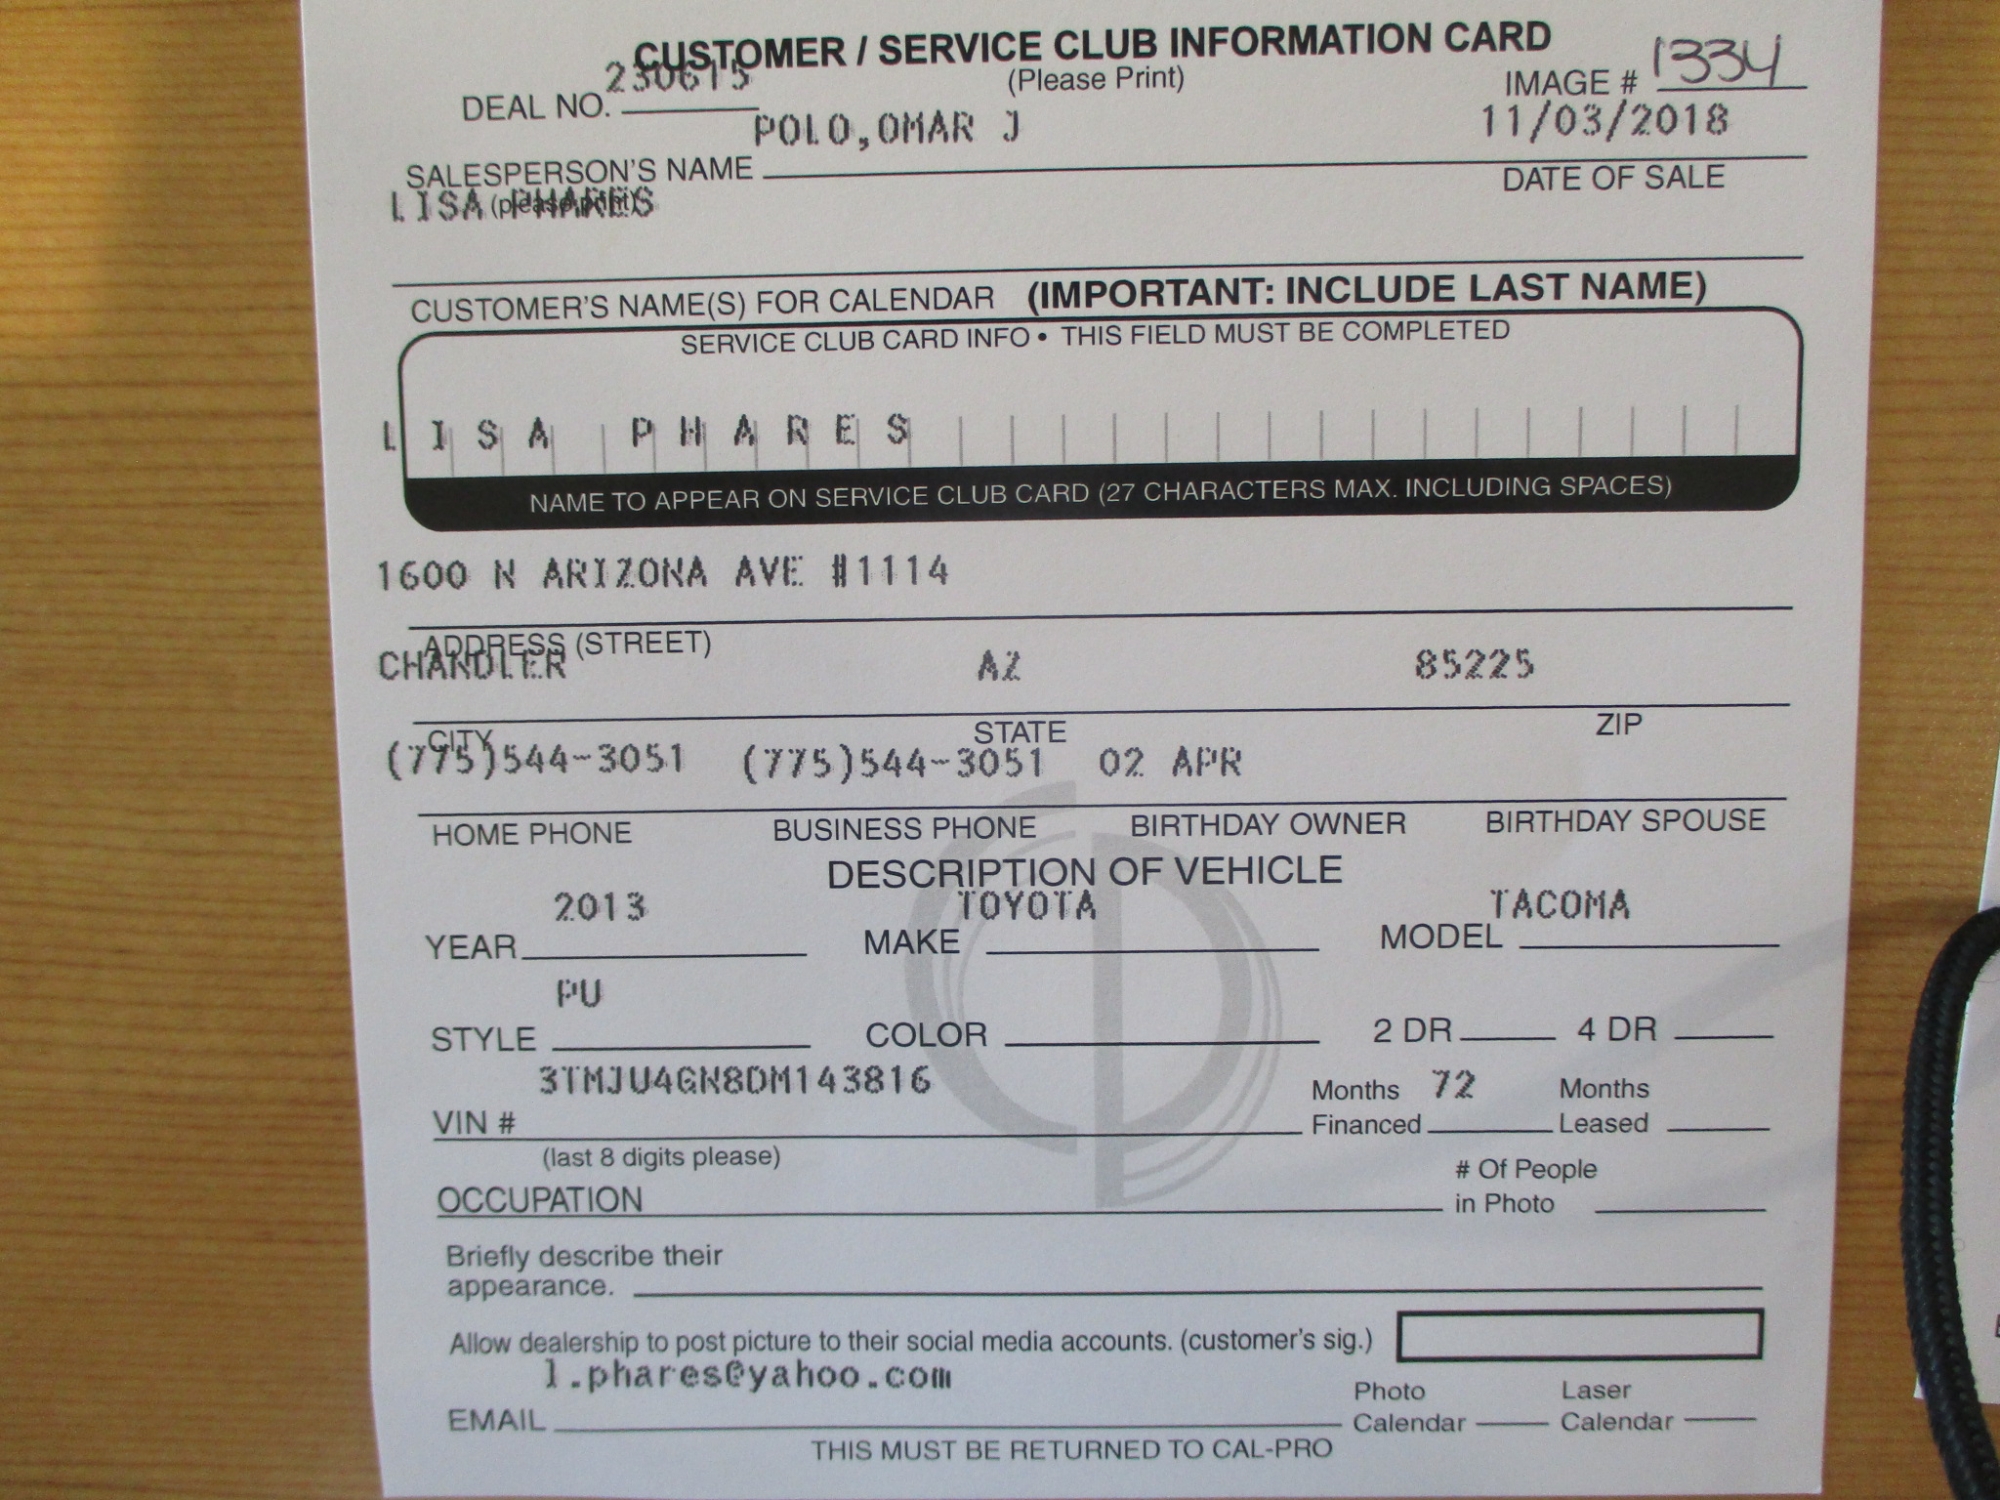 CUSTOMER / SERVICE CLUB INFORMATION CARD
(Please Print)
DEAL NO. 230615
IMAGE # 1334
POLO,OMAR J
11/03/2018
SALESPERSON'S NAME
DATE OF SALE
(please print)
LISA PHARES
CUSTOMER'S NAME(S) FOR CALENDAR (IMPORTANT: INCLUDE LAST NAME)
SERVICE CLUB CARD INFO • THIS FIELD MUST BE COMPLETED
LISA PHARES
NAME TO APPEAR ON SERVICE CLUB CARD (27 CHARACTERS MAX. INCLUDING SPACES)
1600 N ARIZONA AVE #1114
ADDRESS (STREET)
CHANDLER AZ 85225
CITY STATE ZIP
(775)544-3051 (775)544-3051 02 APR
HOME PHONE BUSINESS PHONE BIRTHDAY OWNER BIRTHDAY SPOUSE
DESCRIPTION OF VEHICLE
2013 TOYOTA TACOMA
YEAR MAKE MODEL
PU
STYLE COLOR 2 DR 4 DR
3TMJU4GN8DM143816
VIN #
(last 8 digits please)
Months Financed 72
Months Leased
OCCUPATION
# Of People in Photo
Briefly describe their
appearance.
Allow dealership to post picture to their social media accounts. (customer's sig.)
l.phares@yahoo.com
EMAIL
Photo Calendar
Laser Calendar
THIS MUST BE RETURNED TO CAL-PRO